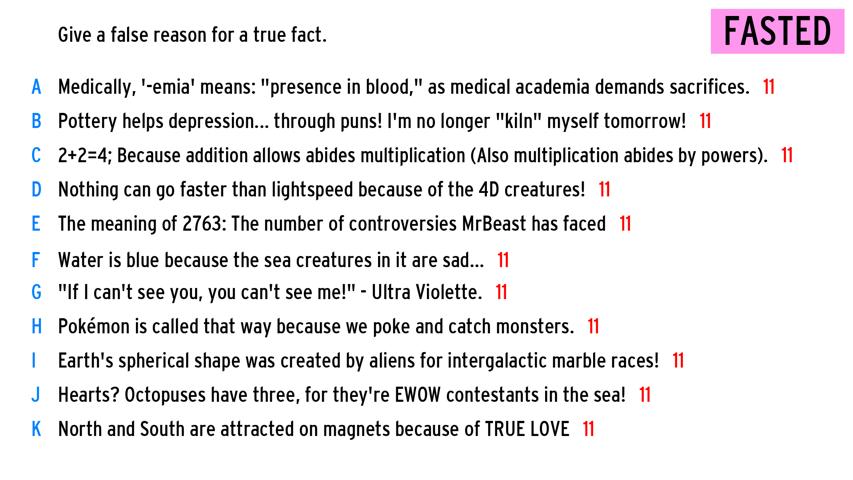 Give a false reason for a true fact.
FASTED
A Medically, '-emia' means: "presence in blood," as medical academia demands sacrifices. 11
B Pottery helps depression... through puns! I'm no longer "kiln" myself tomorrow! 11
C 2+2=4; Because addition allows abides multiplication (Also multiplication abides by powers). 11
D Nothing can go faster than lightspeed because of the 4D creatures! 11
E The meaning of 2763: The number of controversies MrBeast has faced 11
F Water is blue because the sea creatures in it are sad... 11
G "If I can't see you, you can't see me!" - Ultra Violette. 11
H Pokémon is called that way because we poke and catch monsters. 11
I Earth's spherical shape was created by aliens for intergalactic marble races! 11
J Hearts? Octopuses have three, for they're EWOW contestants in the sea! 11
K North and South are attracted on magnets because of TRUE LOVE 11